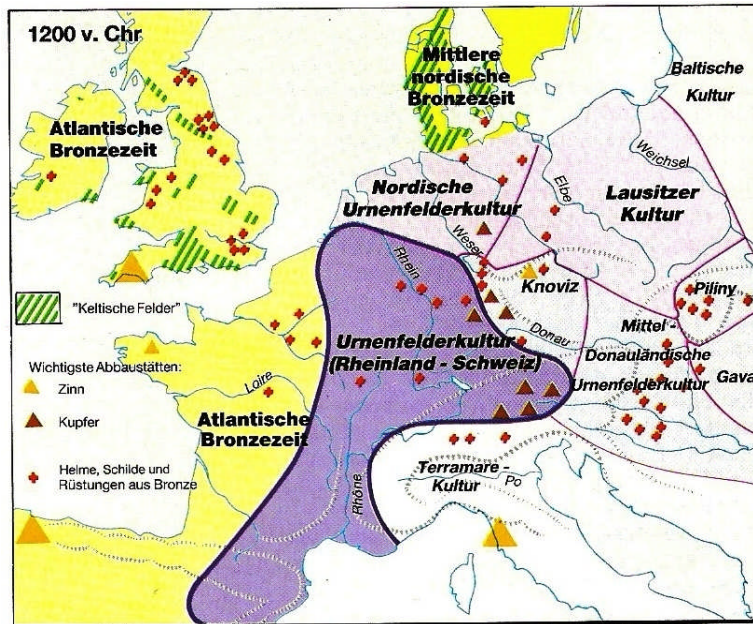 1200 v. Chr
Mittlere
nordische
Bronzezeit
Baltische
Kultur
Atlantische
Bronzezeit
Weichsel
Elbe
Nordische
Urnenfelderkultur
Lausitzer
Kultur
Weser
Rhein
Knoviz
Piliny
"Keltische Felder"
Mittel -
Donau
Urnenfelderkultur
(Rheinland - Schweiz)
Donauländische
Urnenfelderkultur
Gava
Wichtigste Abbaustätten:
Zinn
Kupfer
Helme, Schilde und
Rüstungen aus Bronze
Loire
Atlantische
Bronzezeit
Terramare -
Kultur
Po
Rhône